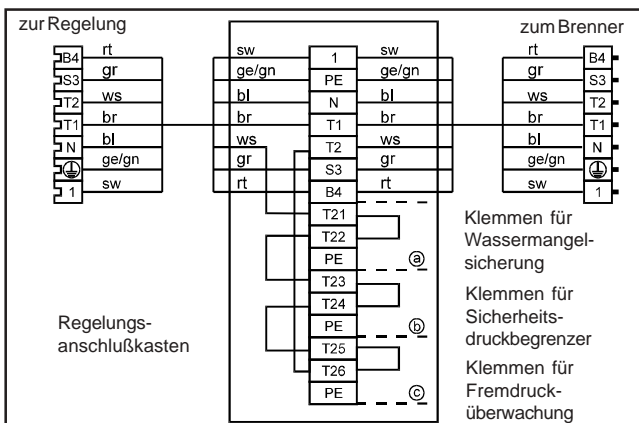 zur Regelung
zum Brenner
B4 rt
S3 gr
T2 ws
T1 br
N bl
ge/gn
1 sw
sw 1 sw
ge/gn PE ge/gn
bl N bl
br T1 br
ws T2 ws
gr S3 gr
rt B4 rt
T21
T22
PE ⓐ
T23
T24
PE ⓑ
T25
T26
PE ⓒ
rt B4
gr S3
ws T2
br T1
bl N
ge/gn
sw 1
Klemmen für
Wassermangel-
sicherung
Klemmen für
Sicherheits-
druckbegrenzer
Klemmen für
Fremddruck-
überwachung
Regelungs-
anschlußkasten